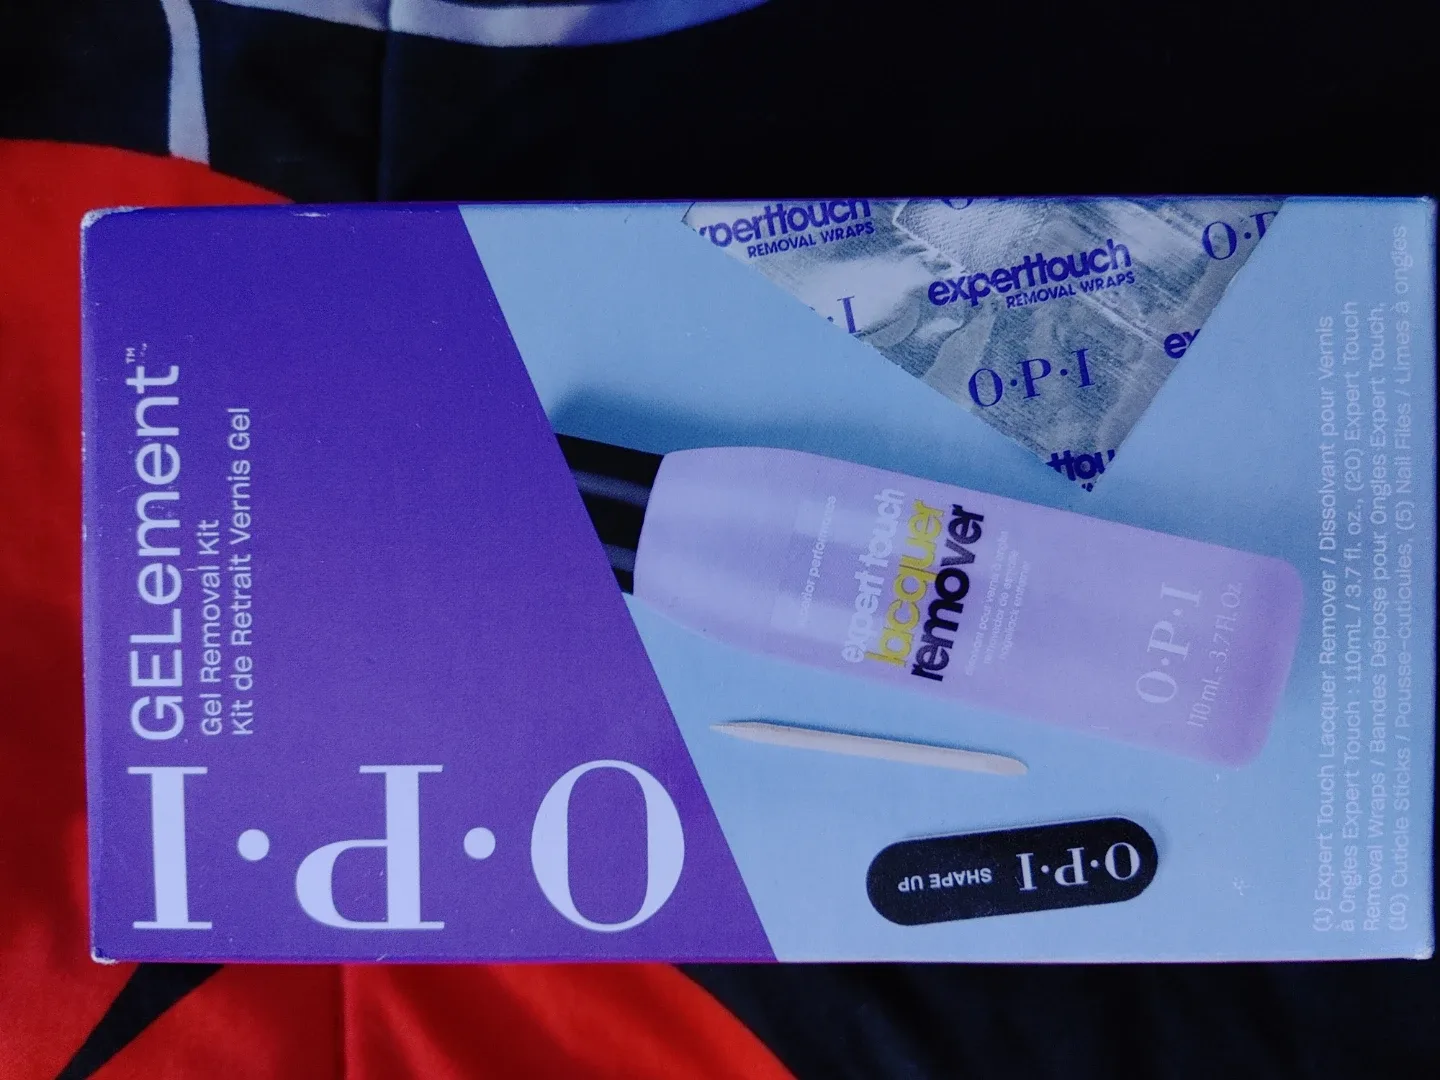 O·P·I
GELement™
Gel Removal Kit
Kit de Retrait Vernis Gel
experttouch
REMOVAL WRAPS
experttouch
REMOVAL WRAPS
O·P·I
expert touch
lacquer
remover
O·P·I
110 mL - 3.7 Fl. Oz.
O·P·I
SHAPE UP
(1) Expert Touch Lacquer Remover / Dissolvant pour Vernis
à Ongles Expert Touch : 110mL / 3.7 fl. oz., (20) Expert Touch
Removal Wraps / Bandes Dépose pour Ongles Expert Touch,
(10) Cuticle Sticks / Pousse-cuticules, (5) Nail Files / Limes à ongles